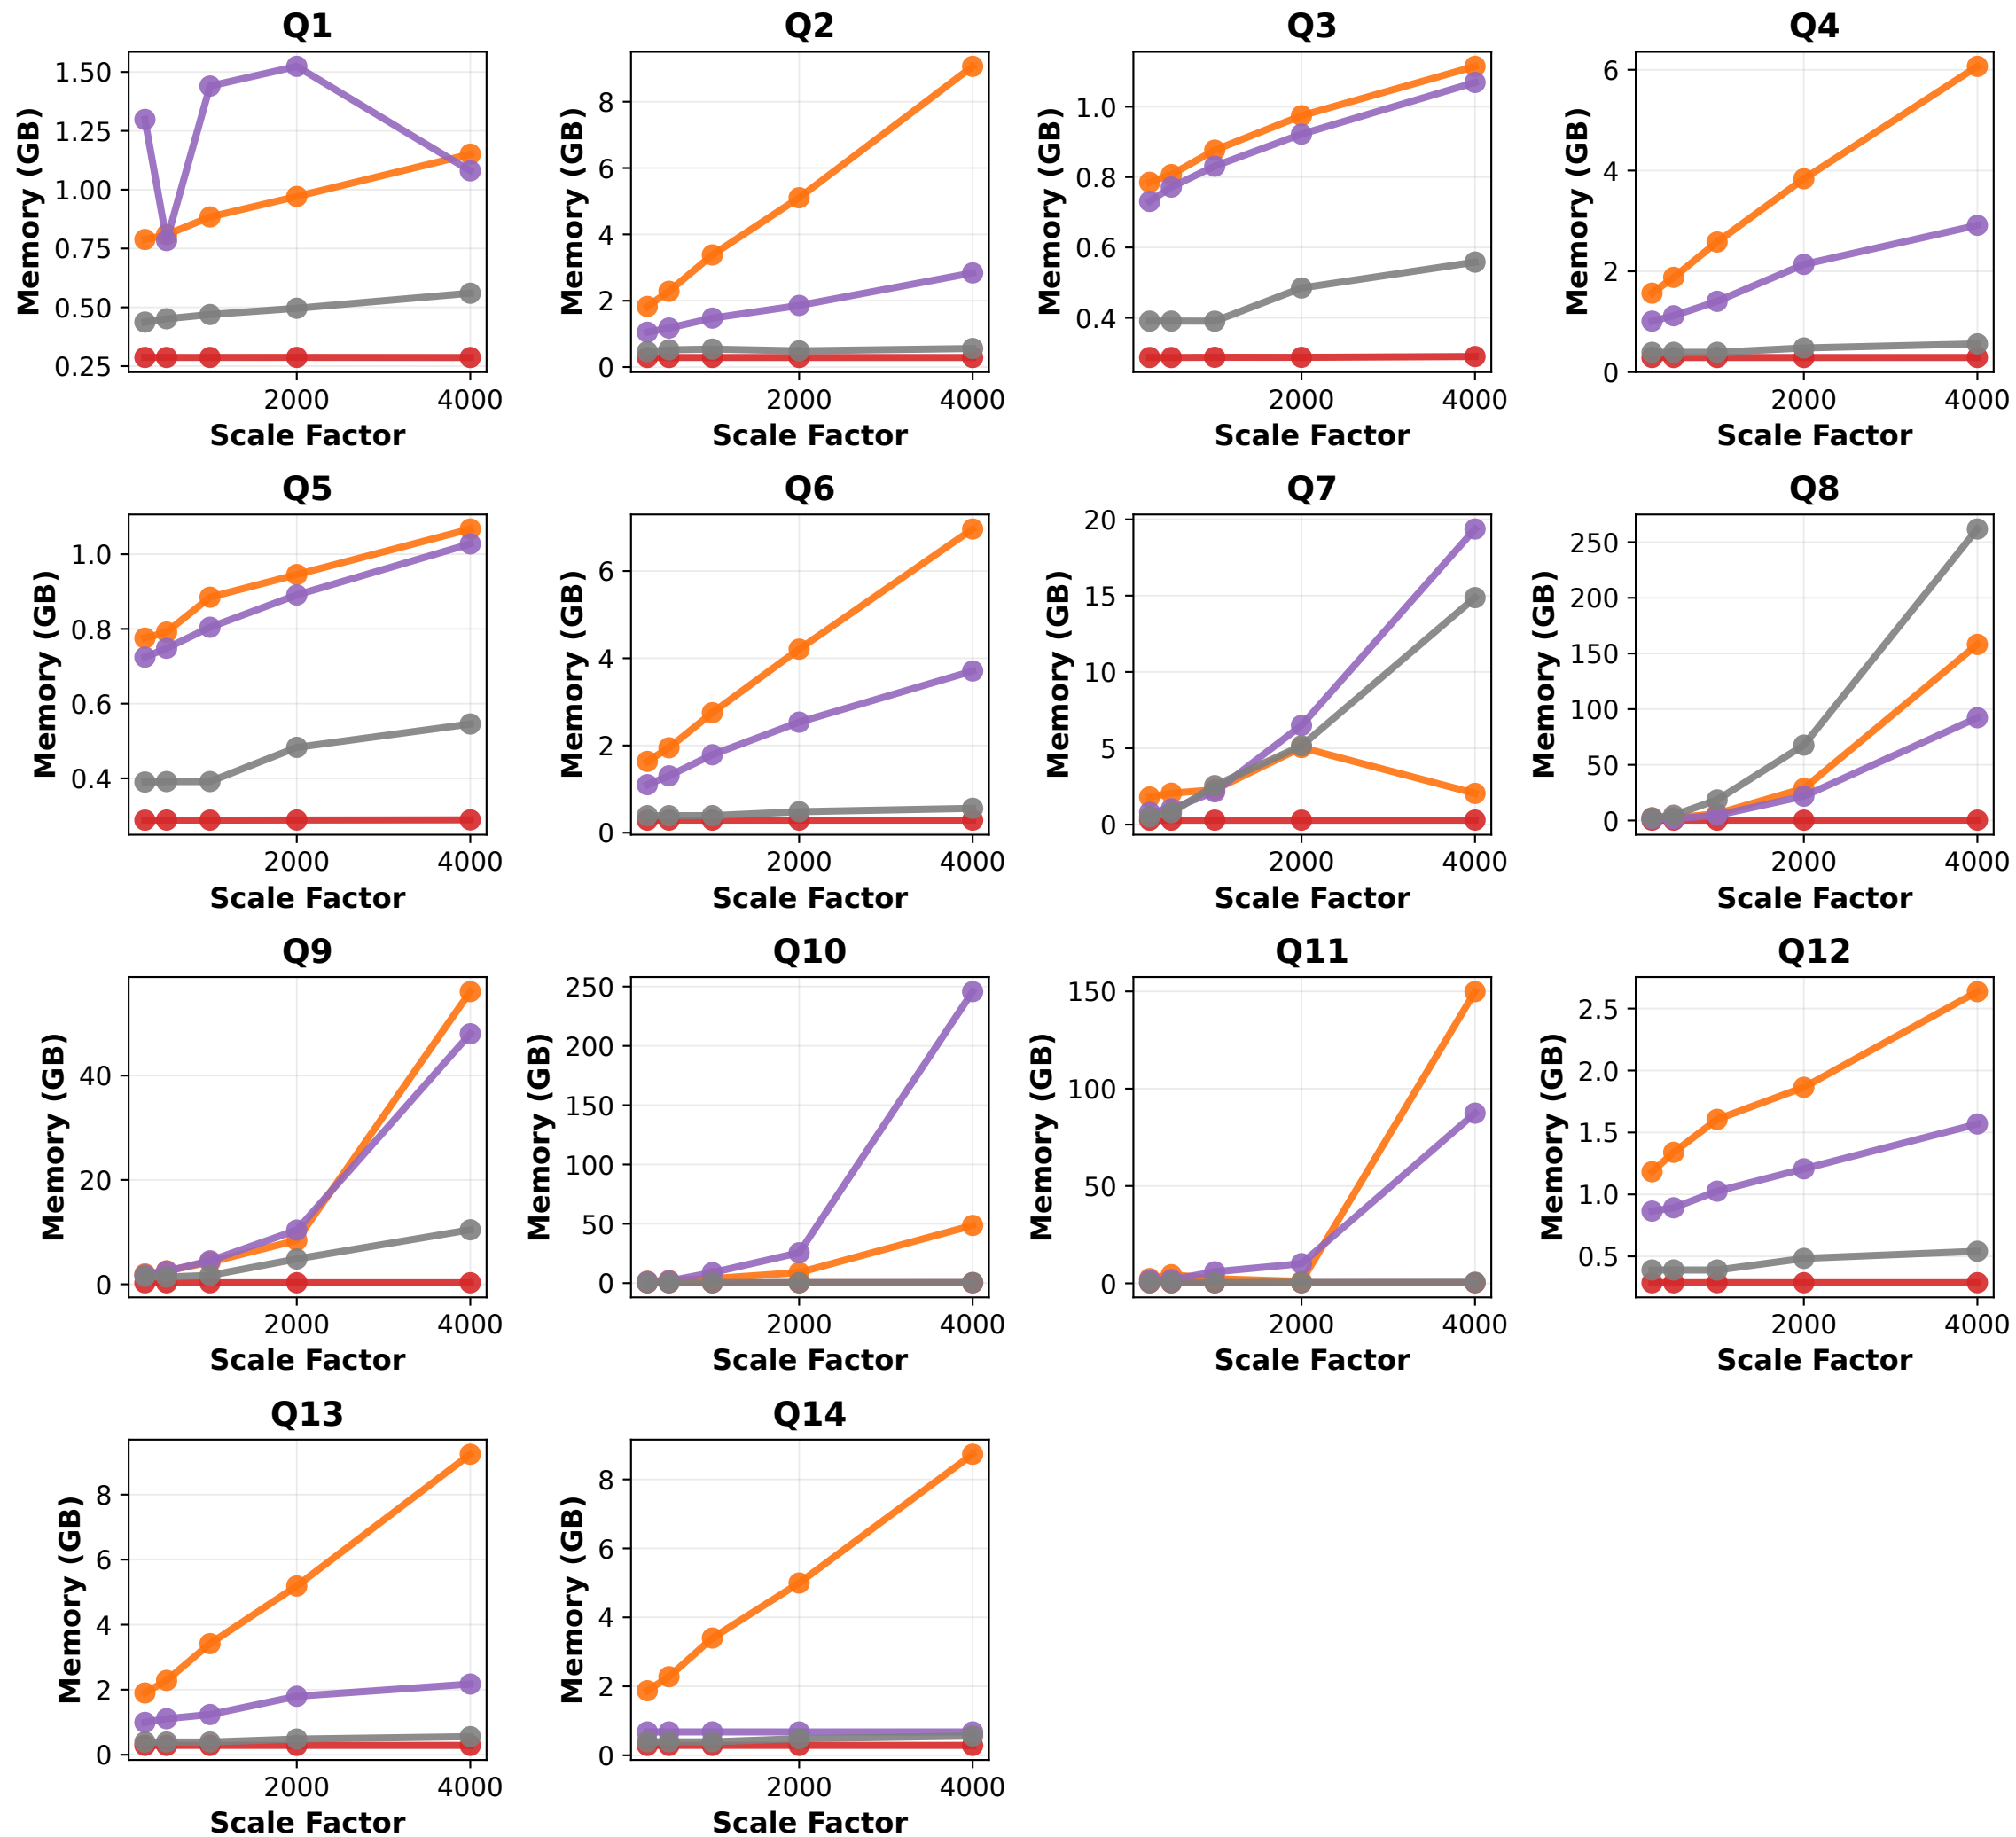 Q1
Memory (GB)
1.50
1.25
1.00
0.75
0.50
0.25
2000 4000
Scale Factor
Q2
Memory (GB)
8
6
4
2
0
2000 4000
Scale Factor
Q3
Memory (GB)
1.0
0.8
0.6
0.4
2000 4000
Scale Factor
Q4
Memory (GB)
6
4
2
0
2000 4000
Scale Factor
Q5
Memory (GB)
1.0
0.8
0.6
0.4
2000 4000
Scale Factor
Q6
Memory (GB)
6
4
2
0
2000 4000
Scale Factor
Q7
Memory (GB)
20
15
10
5
0
2000 4000
Scale Factor
Q8
Memory (GB)
250
200
150
100
50
0
2000 4000
Scale Factor
Q9
Memory (GB)
40
20
0
2000 4000
Scale Factor
Q10
Memory (GB)
250
200
150
100
50
0
2000 4000
Scale Factor
Q11
Memory (GB)
150
100
50
0
2000 4000
Scale Factor
Q12
Memory (GB)
2.5
2.0
1.5
1.0
0.5
2000 4000
Scale Factor
Q13
Memory (GB)
8
6
4
2
0
2000 4000
Scale Factor
Q14
Memory (GB)
8
6
4
2
0
2000 4000
Scale Factor